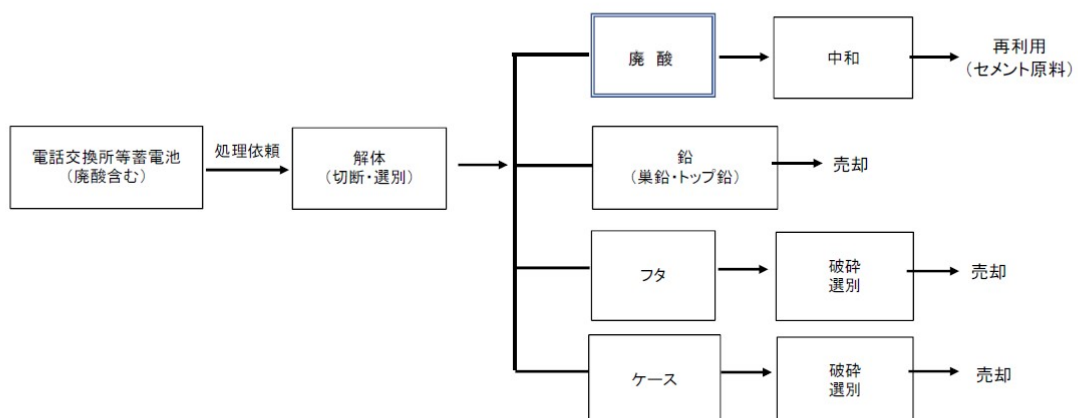 電話交換所等蓄電池
(廃酸含む)
処理依頼
解体
(切断・選別)
廃 酸
中和
再利用
(セメント原料)
鉛
(巣鉛・トップ鉛)
売却
フタ
破砕
選別
売却
ケース
破砕
選別
売却